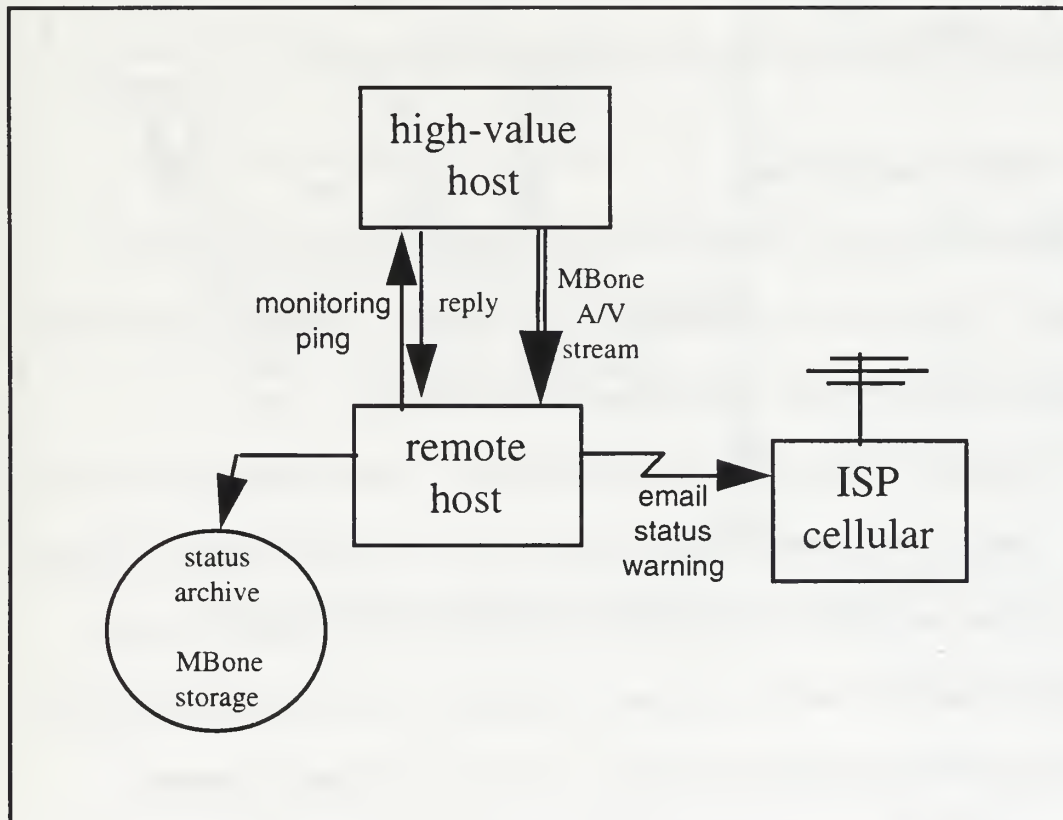 high-value
host
monitoring
ping
reply
MBone
A/V
stream
remote
host
email
status
warning
ISP
cellular
status
archive
MBone
storage